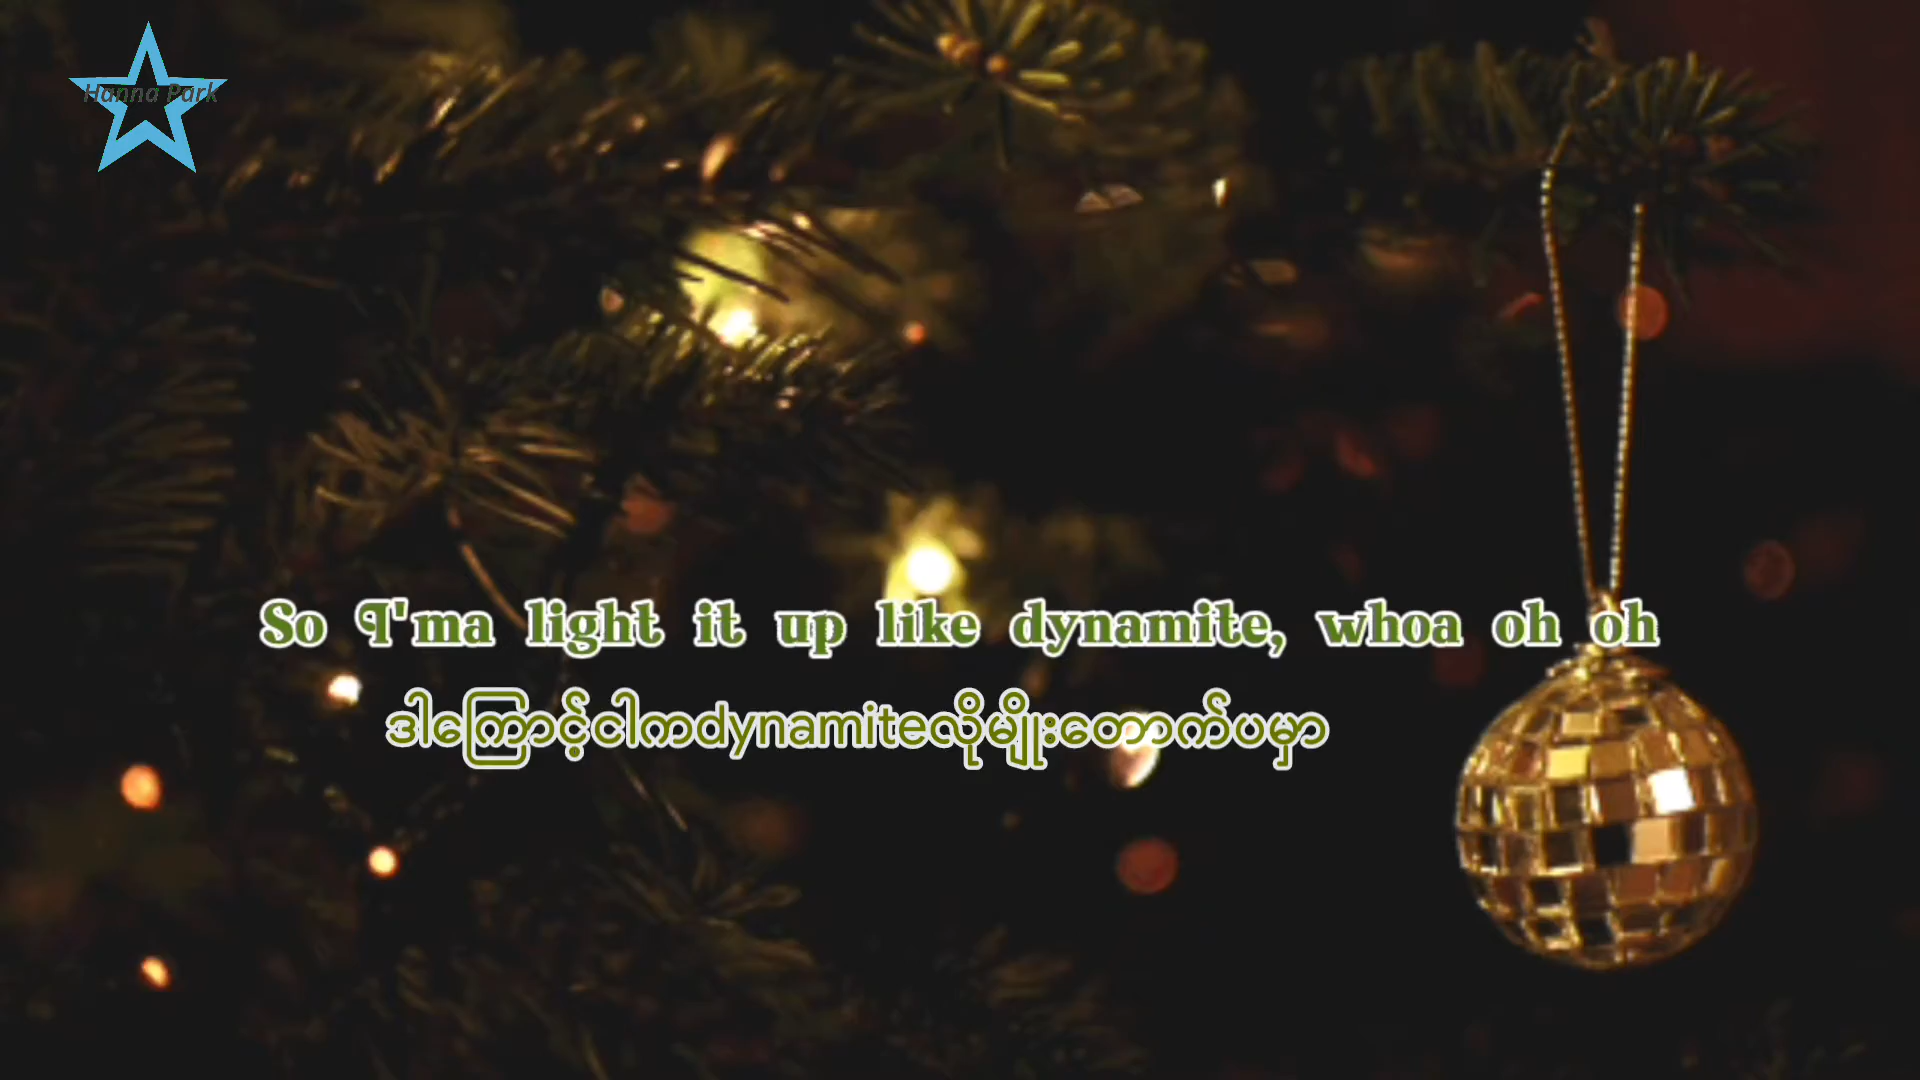 Hanna Park
So I'ma light it up like dynamite, whoa oh oh
ဒါကြောင့်ငါကdynamiteလိုမျိုးတောက်ပမှာ